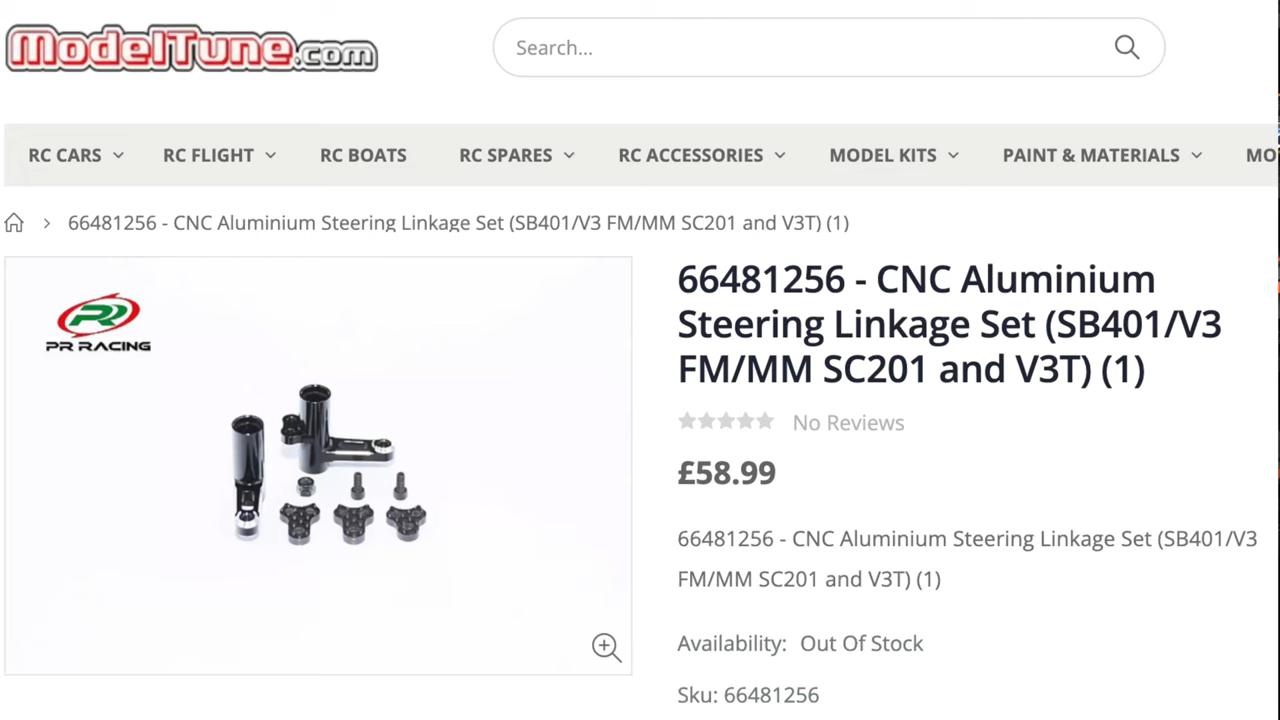 ModelTune.com
Search...
RC CARS RC FLIGHT RC BOATS RC SPARES RC ACCESSORIES MODEL KITS PAINT & MATERIALS MO
66481256 - CNC Aluminium Steering Linkage Set (SB401/V3 FM/MM SC201 and V3T) (1)
PR RACING
66481256 - CNC Aluminium
Steering Linkage Set (SB401/V3
FM/MM SC201 and V3T) (1)
No Reviews
£58.99
66481256 - CNC Aluminium Steering Linkage Set (SB401/V3
FM/MM SC201 and V3T) (1)
Availability: Out Of Stock
Sku: 66481256